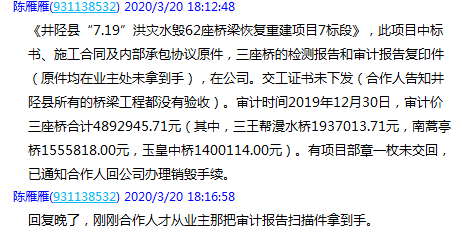 陈雁雁(931138532) 2020/3/20 18:12:48
《井陉县“7.19”洪灾水毁62座桥梁恢复重建项目7标段》，此项目中标
书、施工合同及内部承包协议原件，三座桥的检测报告和审计报告复印件
（原件均在业主处未拿到手），在公司。交工证书未下发（合作人告知井
陉县所有的桥梁工程都没有验收）。审计时间2019年12月30日，审计价
三座桥合计4892945.71元（其中，三王帮漫水桥1937013.71元，南蒿亭
桥1555818.00元，玉皇中桥1400114.00元）。有项目部章一枚未交回，
已通知合作人回公司办理销毁手续。
陈雁雁(931138532) 2020/3/20 18:16:58
回复晚了，刚刚合作人才从业主那把审计报告扫描件拿到手。